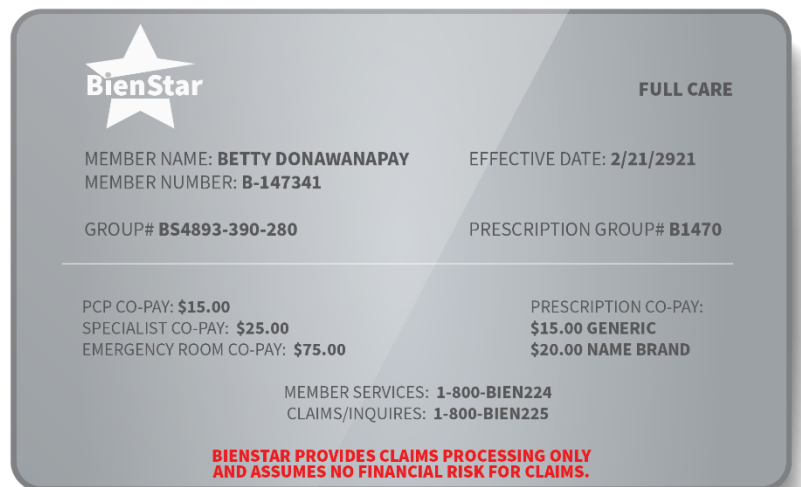 BienStar
FULL CARE
MEMBER NAME: BETTY DONAWANAPAY
EFFECTIVE DATE: 2/21/2921
MEMBER NUMBER: B-147341
GROUP# BS4893-390-280
PRESCRIPTION GROUP# B1470
PCP CO-PAY: $15.00
SPECIALIST CO-PAY: $25.00
EMERGENCY ROOM CO-PAY: $75.00
PRESCRIPTION CO-PAY:
$15.00 GENERIC
$20.00 NAME BRAND
MEMBER SERVICES: 1-800-BIEN224
CLAIMS/INQUIRES: 1-800-BIEN225
BIENSTAR PROVIDES CLAIMS PROCESSING ONLY
AND ASSUMES NO FINANCIAL RISK FOR CLAIMS.